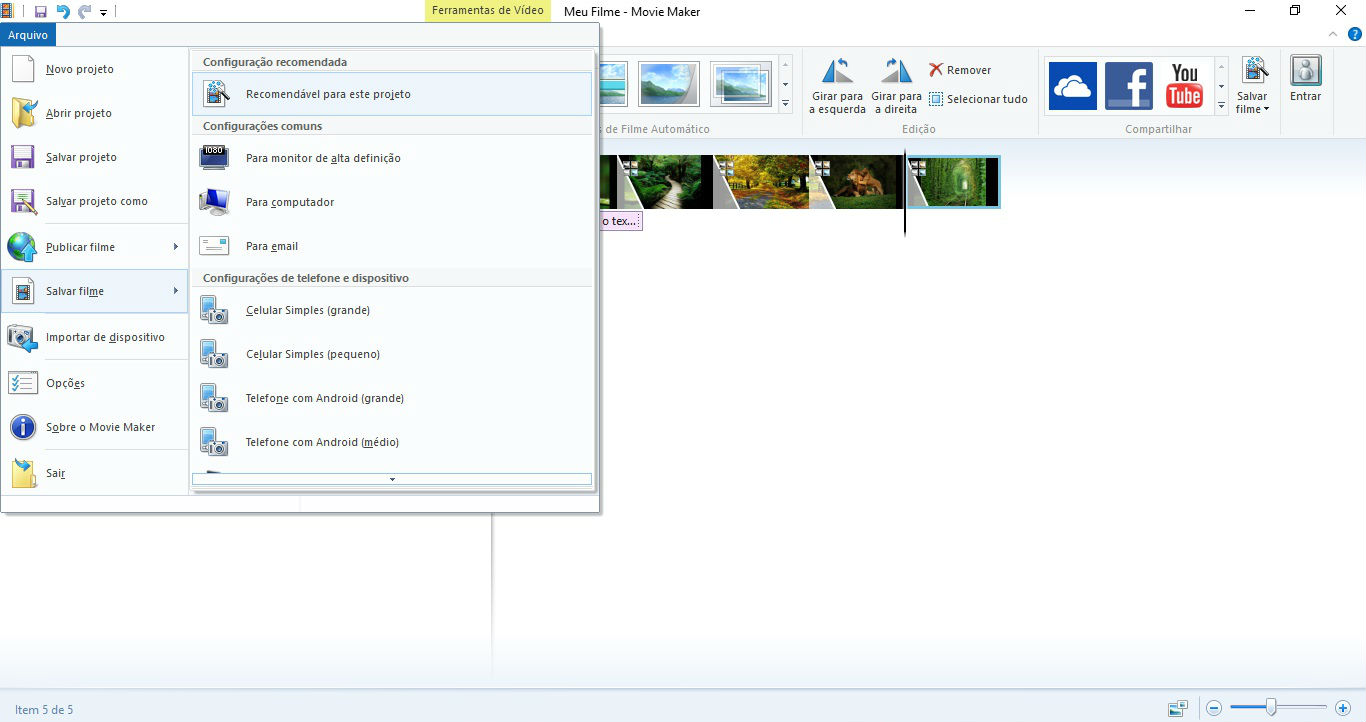 Ferramentas de Vídeo
Meu Filme - Movie Maker
Arquivo
Novo projeto
Abrir projeto
Salvar projeto
Salvar projeto como
Publicar filme
Salvar filme
Importar de dispositivo
Opções
Sobre o Movie Maker
Sair
Configuração recomendada
Recomendável para este projeto
Configurações comuns
1080
Para monitor de alta definição
Para computador
Para email
Configurações de telefone e dispositivo
Celular Simples (grande)
Celular Simples (pequeno)
Telefone com Android (grande)
Telefone com Android (médio)
s de Filme Automático
Girar para
a esquerda
Girar para
a direita
Remover
Selecionar tudo
Edição
You
Tube
Compartilhar
Salvar
filme
Entrar
o tex...
Item 5 de 5